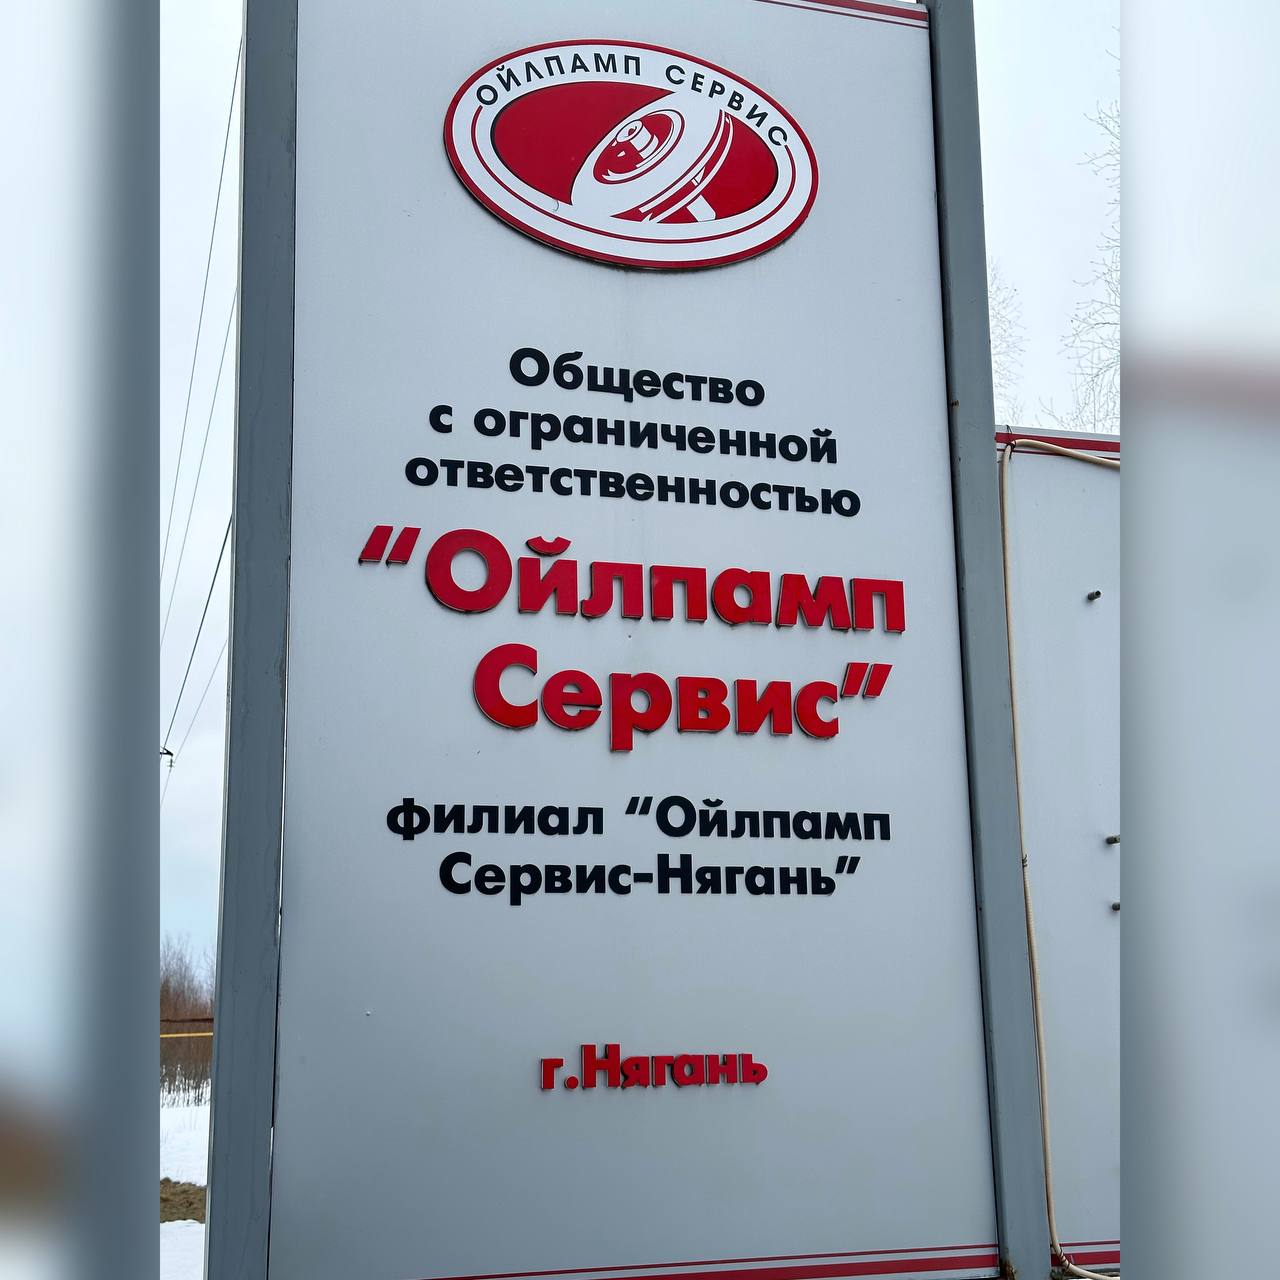 ОЙЛПАМП СЕРВИС
Общество
с ограниченной
ответственностью
“Ойлпамп
Сервис”
филиал “Ойлпамп
Сервис-Нягань”
г.Нягань